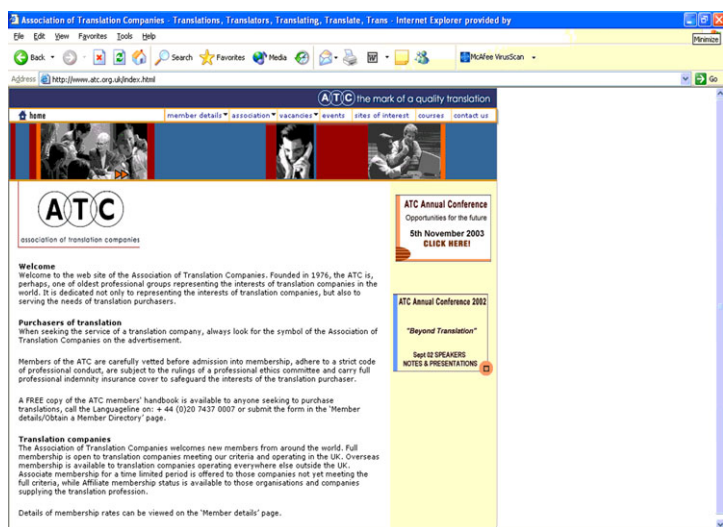 Association of Translation Companies - Translations, Translators, Translating, Translate, Trans - Internet Explorer provided by
Minimize
File Edit View Favorites Tools Help
Back Search Favorites Media McAfee VirusScan
Address http://www.atc.org.uk/index.html Go
ATC the mark of a quality translation
home member details association vacancies events sites of interest courses contact us
ATC
association of translation companies
Welcome
Welcome to the web site of the Association of Translation Companies. Founded in 1976, the ATC is,
perhaps, one of oldest professional groups representing the interests of translation companies in the
world. It is dedicated not only to representing the interests of translation companies, but also to
serving the needs of translation purchasers.
Purchasers of translation
When seeking the service of a translation company, always look for the symbol of the Association of
Translation Companies on the advertisement.
Members of the ATC are carefully vetted before admission into membership, adhere to a strict code
of professional conduct, are subject to the rulings of a professional ethics committee and carry full
professional indemnity insurance cover to safeguard the interests of the translation purchaser.
A FREE copy of the ATC members' handbook is available to anyone seeking to purchase
translations, call the Languageline on: + 44 (0)20 7437 0007 or submit the form in the 'Member
details/Obtain a Member Directory' page.
Translation companies
The Association of Translation Companies welcomes new members from around the world. Full
membership is open to translation companies meeting our criteria and operating in the UK. Overseas
membership is available to translation companies operating everywhere else outside the UK.
Associate membership for a time limited period is offered to those companies not yet meeting the
full criteria, while Affiliate membership status is available to those organisations and companies
supplying the translation profession.
Details of membership rates can be viewed on the 'Member details' page.
ATC Annual Conference
Opportunities for the future
5th November 2003
CLICK HERE!
ATC Annual Conference 2002
"Beyond Translation"
Sept 02 SPEAKERS
NOTES & PRESENTATIONS